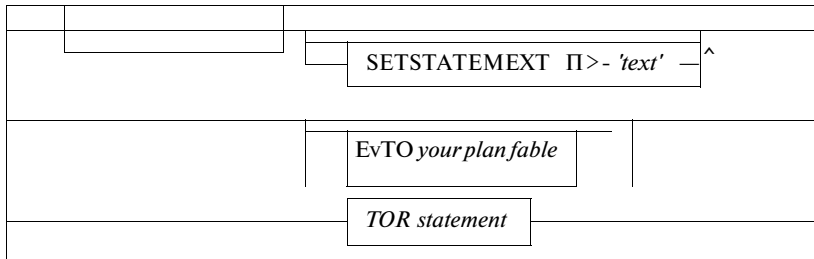 SETSTATEMEXT П>- 'text' — ^
EvTO your plan fable
TOR statement